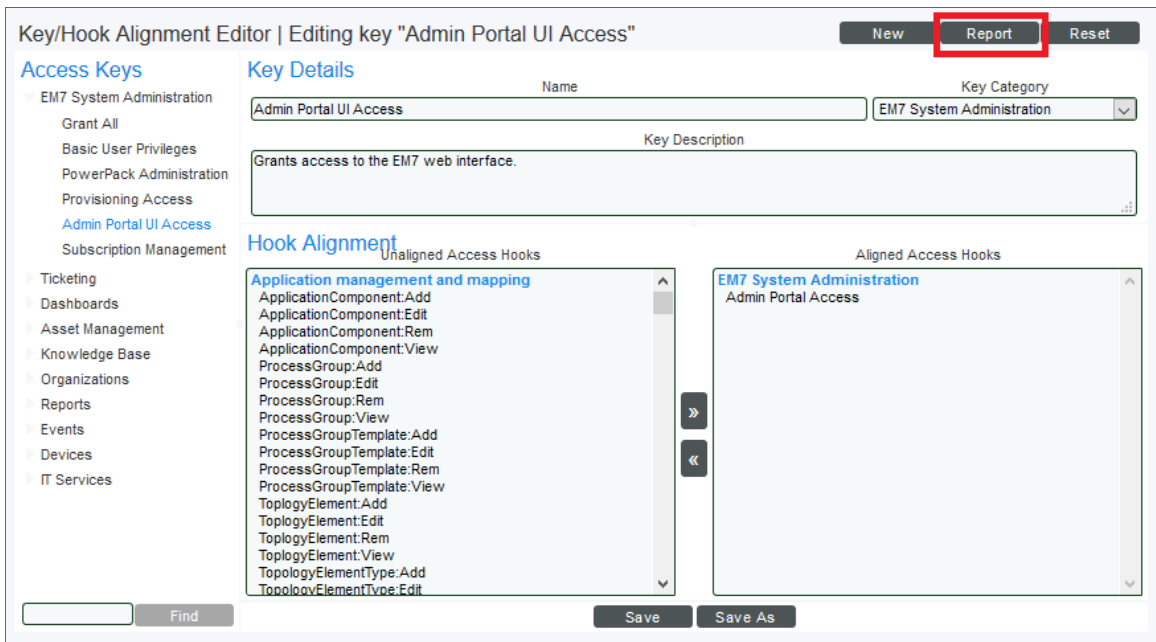 Key/Hook Alignment Editor | Editing key "Admin Portal UI Access"
New
Report
Reset
Access Keys
EM7 System Administration
Grant All
Basic User Privileges
PowerPack Administration
Provisioning Access
Admin Portal UI Access
Subscription Management
Ticketing
Dashboards
Asset Management
Knowledge Base
Organizations
Reports
Events
Devices
IT Services
Find
Key Details
Name
Key Category
Admin Portal UI Access
EM7 System Administration
Key Description
Grants access to the EM7 web interface.
Hook Alignment
Unaligned Access Hooks
Application management and mapping
ApplicationComponent:Add
ApplicationComponent:Edit
ApplicationComponent:Rem
ApplicationComponent:View
ProcessGroup:Add
ProcessGroup:Edit
ProcessGroup:Rem
ProcessGroup:View
ProcessGroupTemplate:Add
ProcessGroupTemplate:Edit
ProcessGroupTemplate:Rem
ProcessGroupTemplate:View
ToplogyElement:Add
ToplogyElement:Edit
ToplogyElement:Rem
ToplogyElement:View
TopologyElementType:Add
TopologyElementType:Edit
»
«
Aligned Access Hooks
EM7 System Administration
Admin Portal Access
Save
Save As